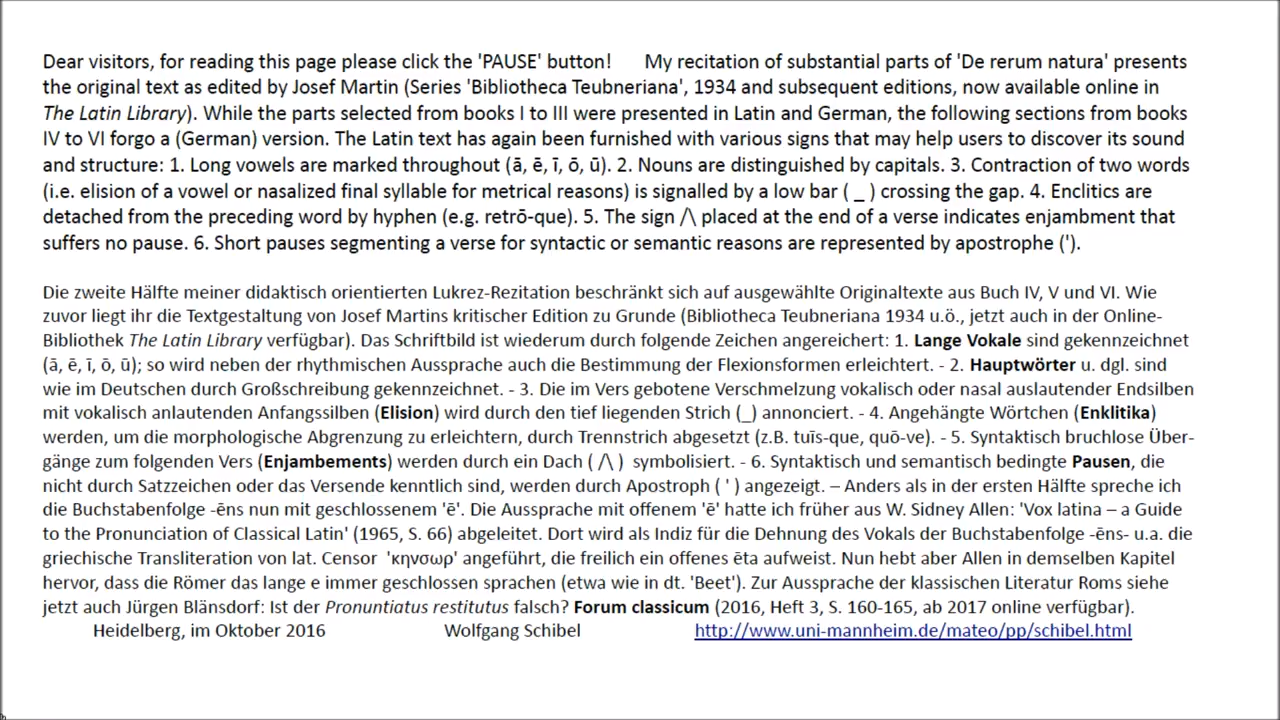 Dear visitors, for reading this page please click the 'PAUSE' button! My recitation of substantial parts of 'De rerum natura' presents
the original text as edited by Josef Martin (Series 'Bibliotheca Teubneriana', 1934 and subsequent editions, now available online in
The Latin Library). While the parts selected from books I to III were presented in Latin and German, the following sections from books
IV to VI forgo a (German) version. The Latin text has again been furnished with various signs that may help users to discover its sound
and structure: 1. Long vowels are marked throughout (ā, ē, ī, ō, ū). 2. Nouns are distinguished by capitals. 3. Contraction of two words
(i.e. elision of a vowel or nasalized final syllable for metrical reasons) is signalled by a low bar ( _ ) crossing the gap. 4. Enclitics are
detached from the preceding word by hyphen (e.g. retrō-que). 5. The sign /\ placed at the end of a verse indicates enjambment that
suffers no pause. 6. Short pauses segmenting a verse for syntactic or semantic reasons are represented by apostrophe (').
Die zweite Hälfte meiner didaktisch orientierten Lukrez-Rezitation beschränkt sich auf ausgewählte Originaltexte aus Buch IV, V und VI. Wie
zuvor liegt ihr die Textgestaltung von Josef Martins kritischer Edition zu Grunde (Bibliotheca Teubneriana 1934 u.ö., jetzt auch in der Online-
Bibliothek The Latin Library verfügbar). Das Schriftbild ist wiederum durch folgende Zeichen angereichert: 1. Lange Vokale sind gekennzeichnet
(ā, ē, ī, ō, ū); so wird neben der rhythmischen Aussprache auch die Bestimmung der Flexionsformen erleichtert. - 2. Hauptwörter u. dgl. sind
wie im Deutschen durch Großschreibung gekennzeichnet. - 3. Die im Vers gebotene Verschmelzung vokalisch oder nasal auslautender Endsilben
mit vokalisch anlautenden Anfangssilben (Elision) wird durch den tief liegenden Strich (_) annonciert. - 4. Angehängte Wörtchen (Enklitika)
werden, um die morphologische Abgrenzung zu erleichtern, durch Trennstrich abgesetzt (z.B. tuīs-que, quō-ve). - 5. Syntaktisch bruchlose Über-
gänge zum folgenden Vers (Enjambements) werden durch ein Dach ( /\ ) symbolisiert. - 6. Syntaktisch und semantisch bedingte Pausen, die
nicht durch Satzzeichen oder das Versende kenntlich sind, werden durch Apostroph ( ' ) angezeigt. – Anders als in der ersten Hälfte spreche ich
die Buchstabenfolge -ēns nun mit geschlossenem 'ē'. Die Aussprache mit offenem 'ē' hatte ich früher aus W. Sidney Allen: 'Vox latina – a Guide
to the Pronunciation of Classical Latin' (1965, S. 66) abgeleitet. Dort wird als Indiz für die Dehnung des Vokals der Buchstabenfolge -ēns- u.a. die
griechische Transliteration von lat. Censor 'κηνσωρ' angeführt, die freilich ein offenes ēta aufweist. Nun hebt aber Allen in demselben Kapitel
hervor, dass die Römer das lange e immer geschlossen sprachen (etwa wie in dt. 'Beet'). Zur Aussprache der klassischen Literatur Roms siehe
jetzt auch Jürgen Blänsdorf: Ist der Pronuntiatus restitutus falsch? Forum classicum (2016, Heft 3, S. 160-165, ab 2017 online verfügbar).
Heidelberg, im Oktober 2016 Wolfgang Schibel http://www.uni-mannheim.de/mateo/pp/schibel.html